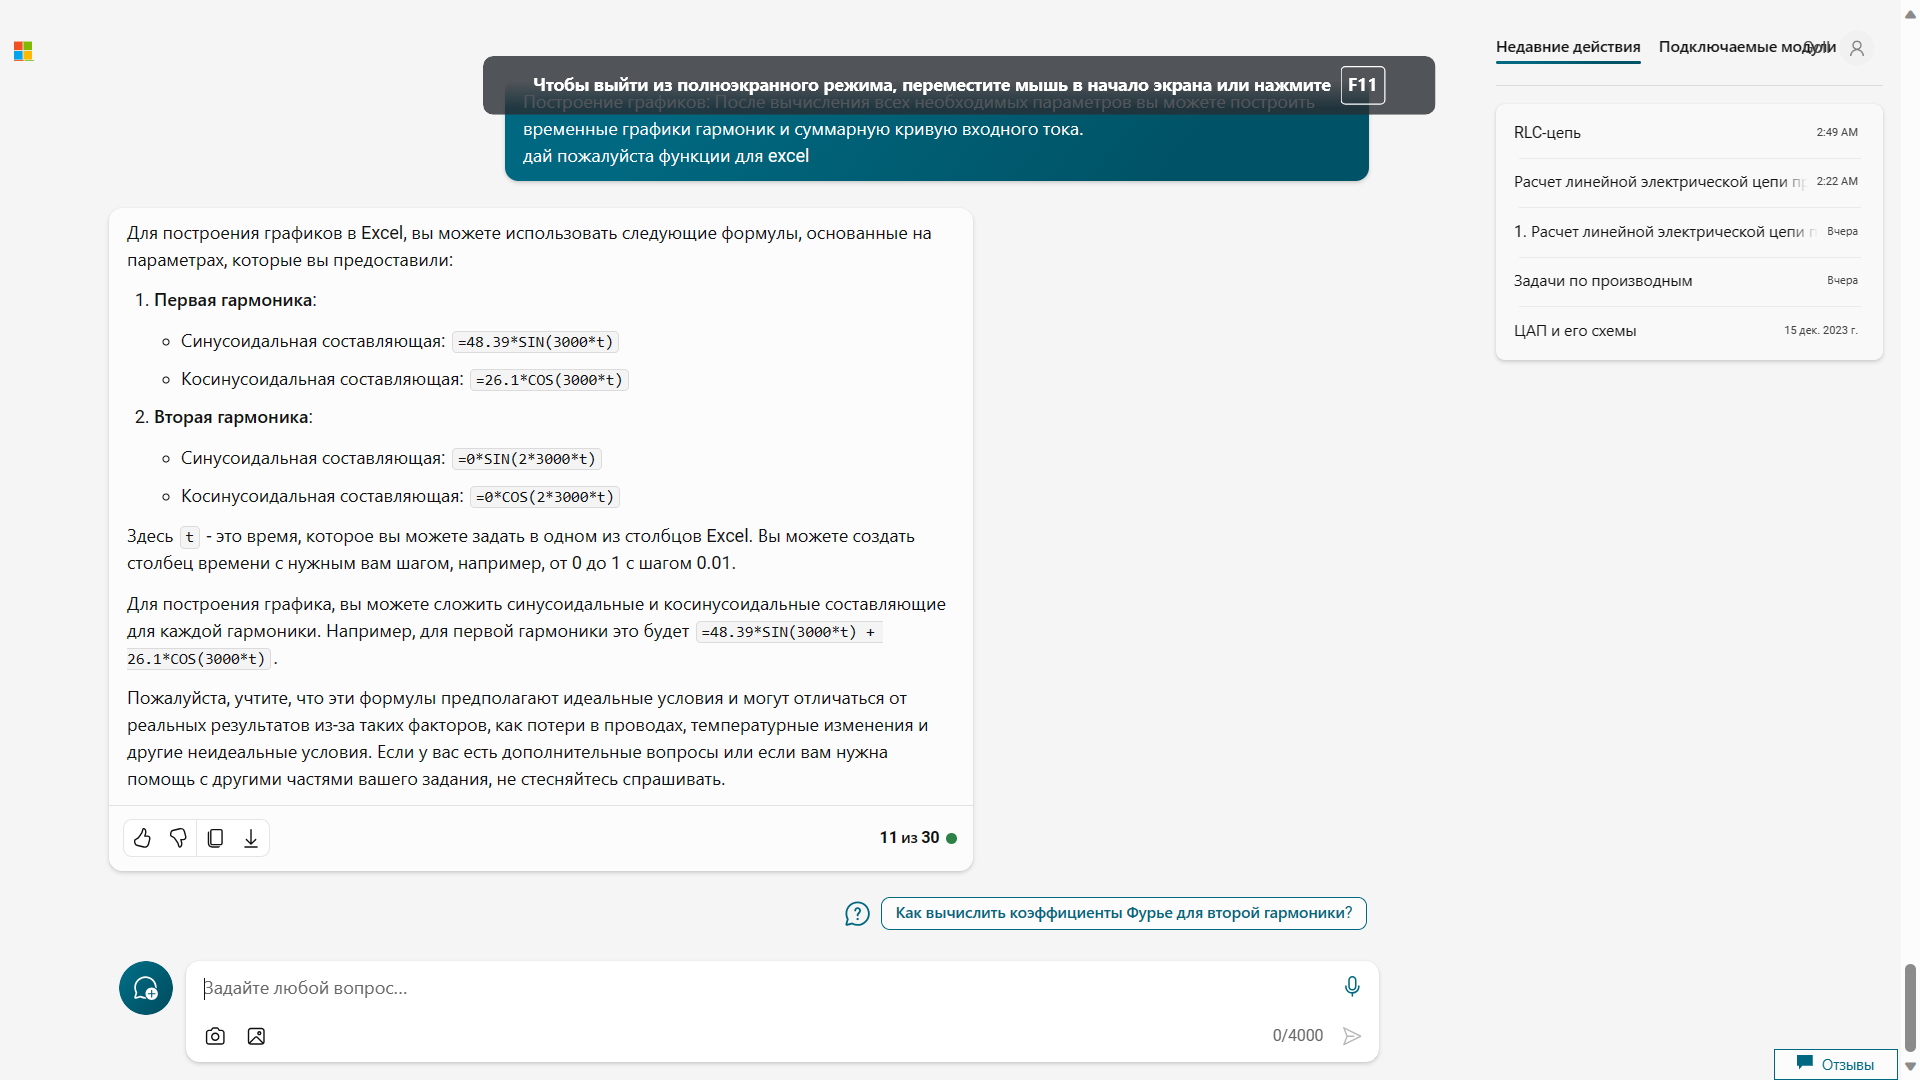 Недавние действия
Подключаемые модули
Чтобы выйти из полноэкранного режима, переместите мышь в начало экрана или нажмите F11
Построение графиков: После вычисления всех необходимых параметров вы можете построить
временные графики гармоник и суммарную кривую входного тока.
дай пожалуйста функции для excel
RLC-цепь 2:49 AM
Расчет линейной электрической цепи 2:22 AM
1. Расчет линейной электрической цепи Вчера
Задачи по производным Вчера
ЦАП и его схемы 15 дек. 2023 г.
Для построения графиков в Excel, вы можете использовать следующие формулы, основанные на
параметрах, которые вы предоставили:
1. Первая гармоника:
Синусоидальная составляющая: =48.39*SIN(3000*t)
Косинусоидальная составляющая: =26.1*COS(3000*t)
2. Вторая гармоника:
Синусоидальная составляющая: =0*SIN(2*3000*t)
Косинусоидальная составляющая: =0*COS(2*3000*t)
Здесь t - это время, которое вы можете задать в одном из столбцов Excel. Вы можете создать
столбец времени с нужным вам шагом, например, от 0 до 1 с шагом 0.01.
Для построения графика, вы можете сложить синусоидальные и косинусоидальные составляющие
для каждой гармоники. Например, для первой гармоники это будет =48.39*SIN(3000*t) +
26.1*COS(3000*t).
Пожалуйста, учтите, что эти формулы предполагают идеальные условия и могут отличаться от
реальных результатов из-за таких факторов, как потери в проводах, температурные изменения и
другие неидеальные условия. Если у вас есть дополнительные вопросы или если вам нужна
помощь с другими частями вашего задания, не стесняйтесь спрашивать.
11 из 30
Как вычислить коэффициенты Фурье для второй гармоники?
Задайте любой вопрос...
0/4000
Отзывы